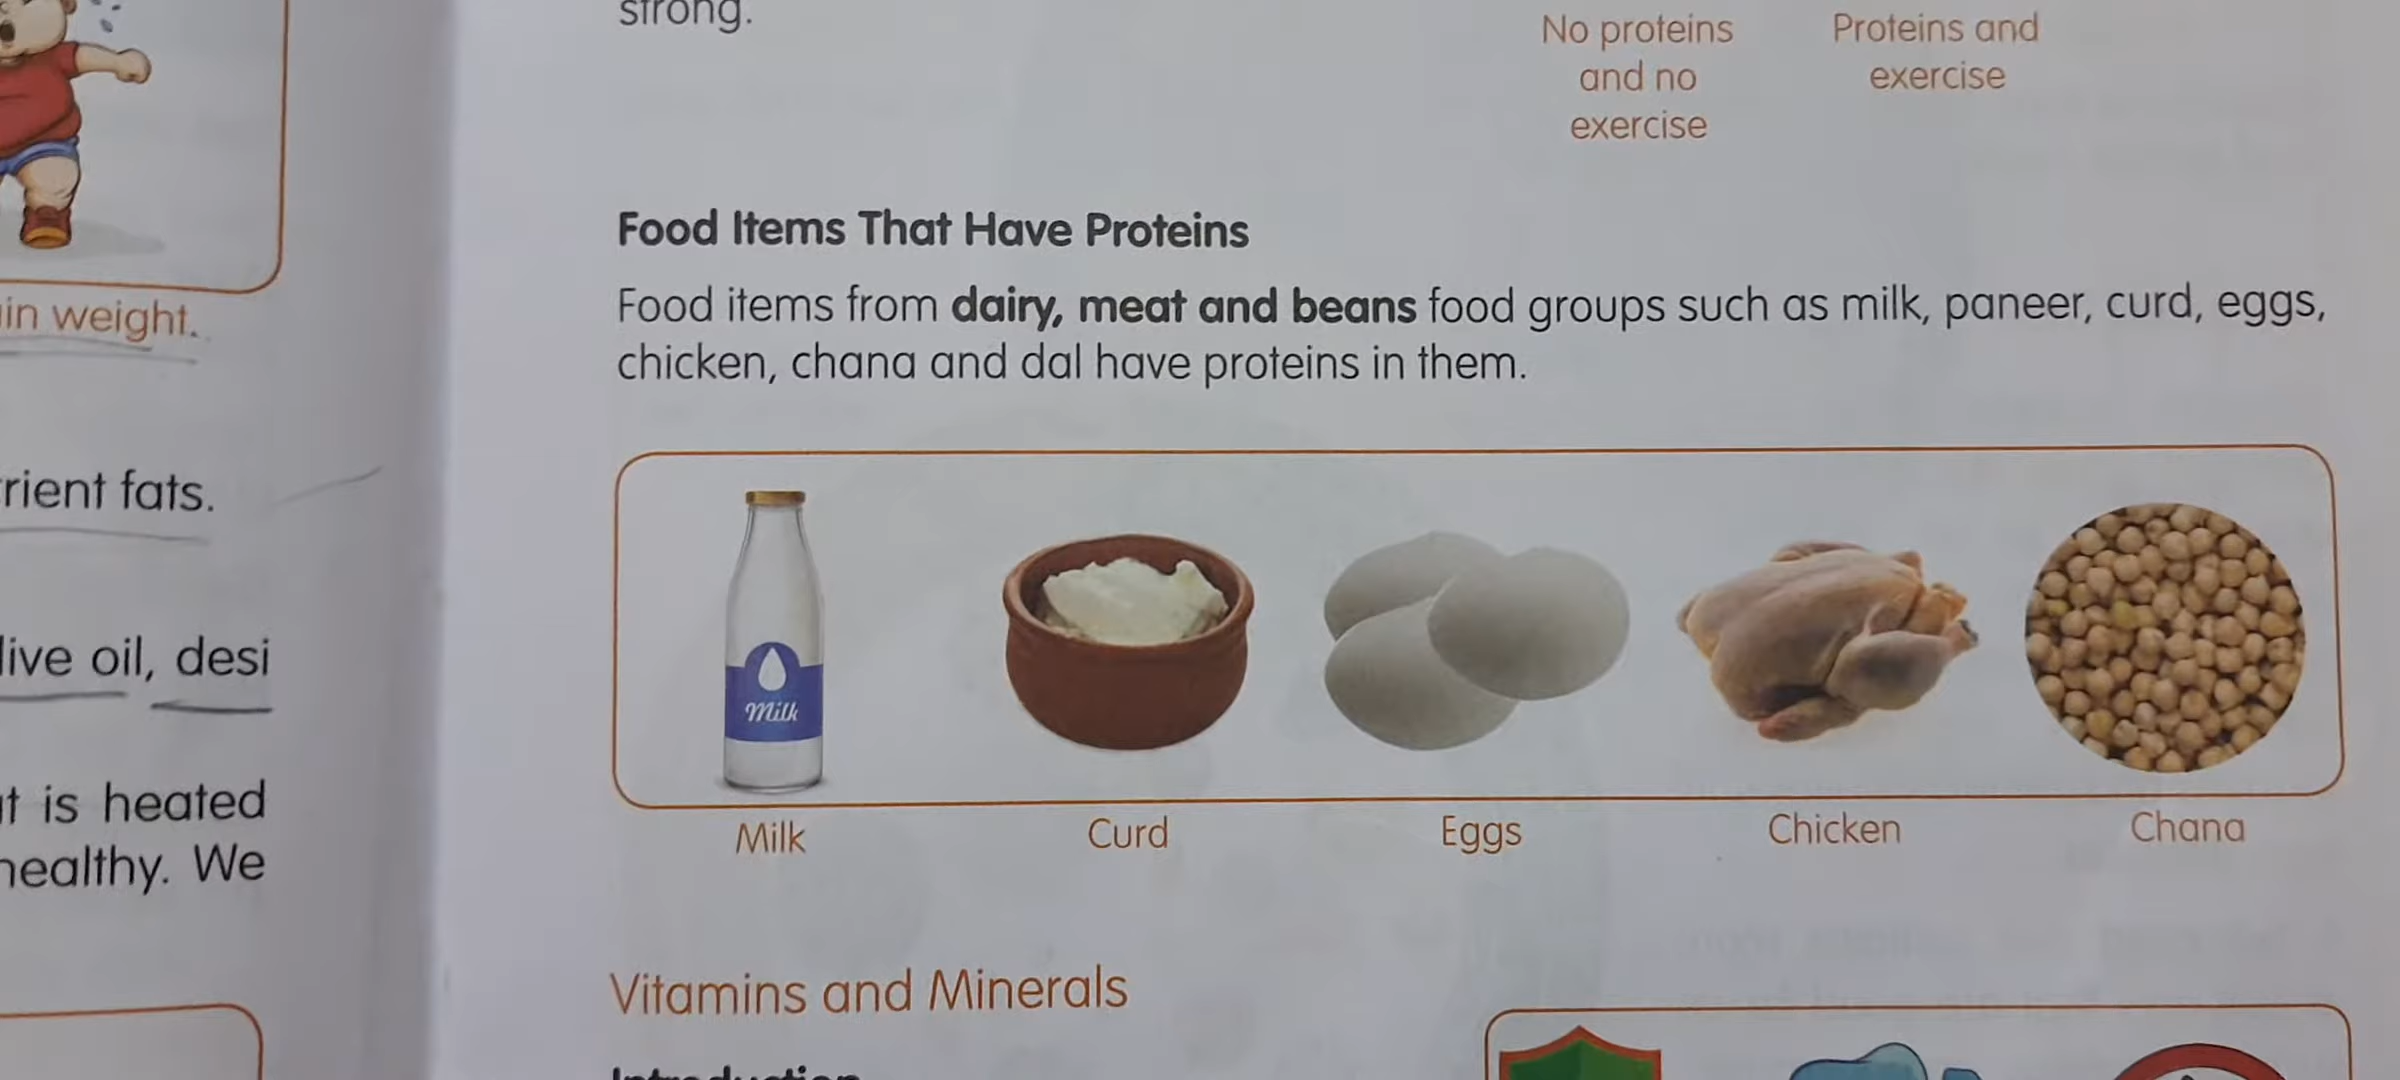 in weight.
rient fats.
live oil, desi
t is heated
healthy. We
strong.
No proteins
and no
exercise
Proteins and
exercise
Food Items That Have Proteins
Food items from dairy, meat and beans food groups such as milk, paneer, curd, eggs,
chicken, chana and dal have proteins in them.
Milk
Milk
Curd
Eggs
Chicken
Chana
Vitamins and Minerals
Introduction